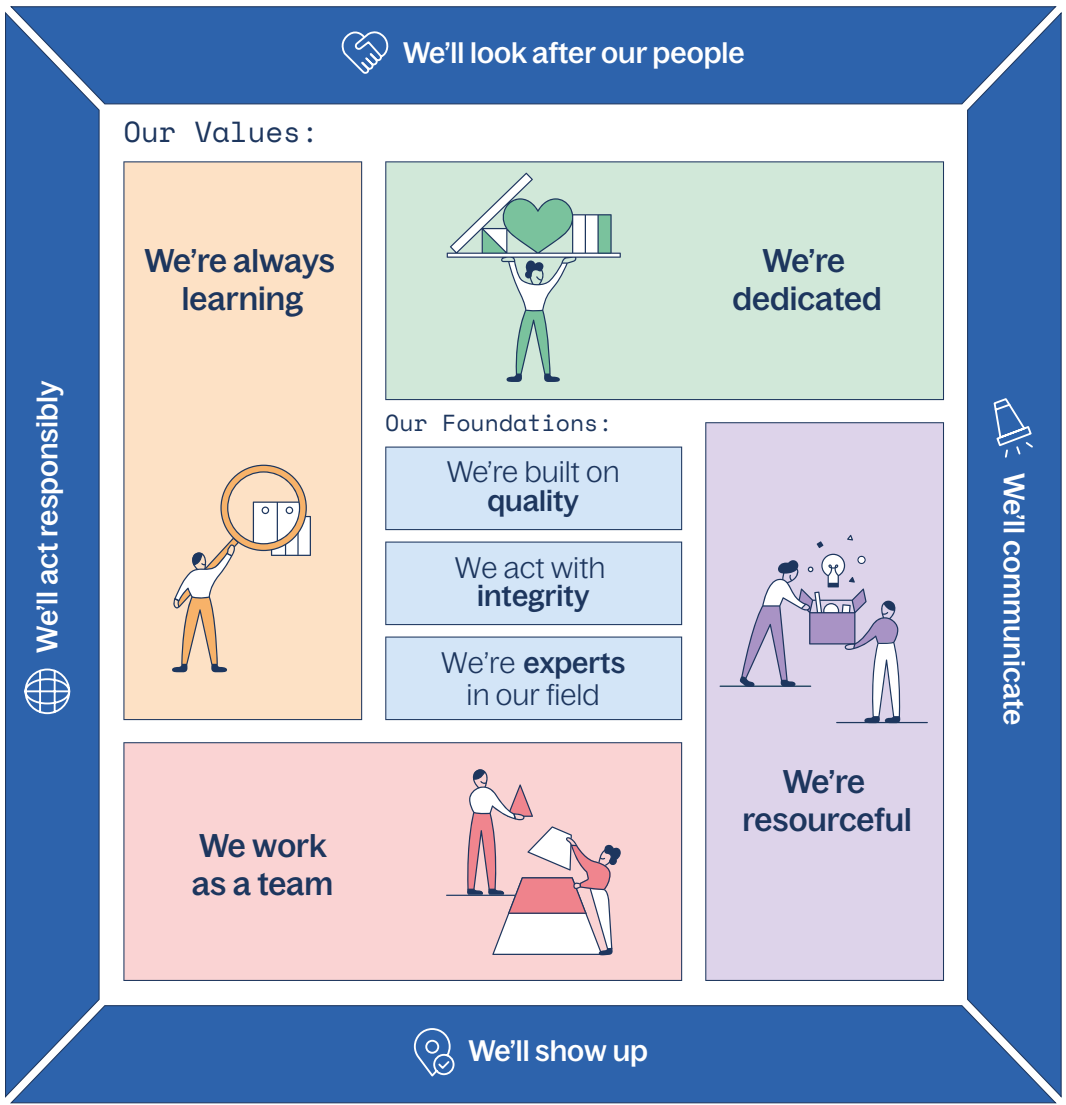 We’ll look after our people
Our Values:
We’re always
learning
We’re
dedicated
Our Foundations:
We’re built on
quality
We act with
integrity
We’re experts
in our field
We’re
resourceful
We work
as a team
We’ll act responsibly
We’ll communicate
We’ll show up